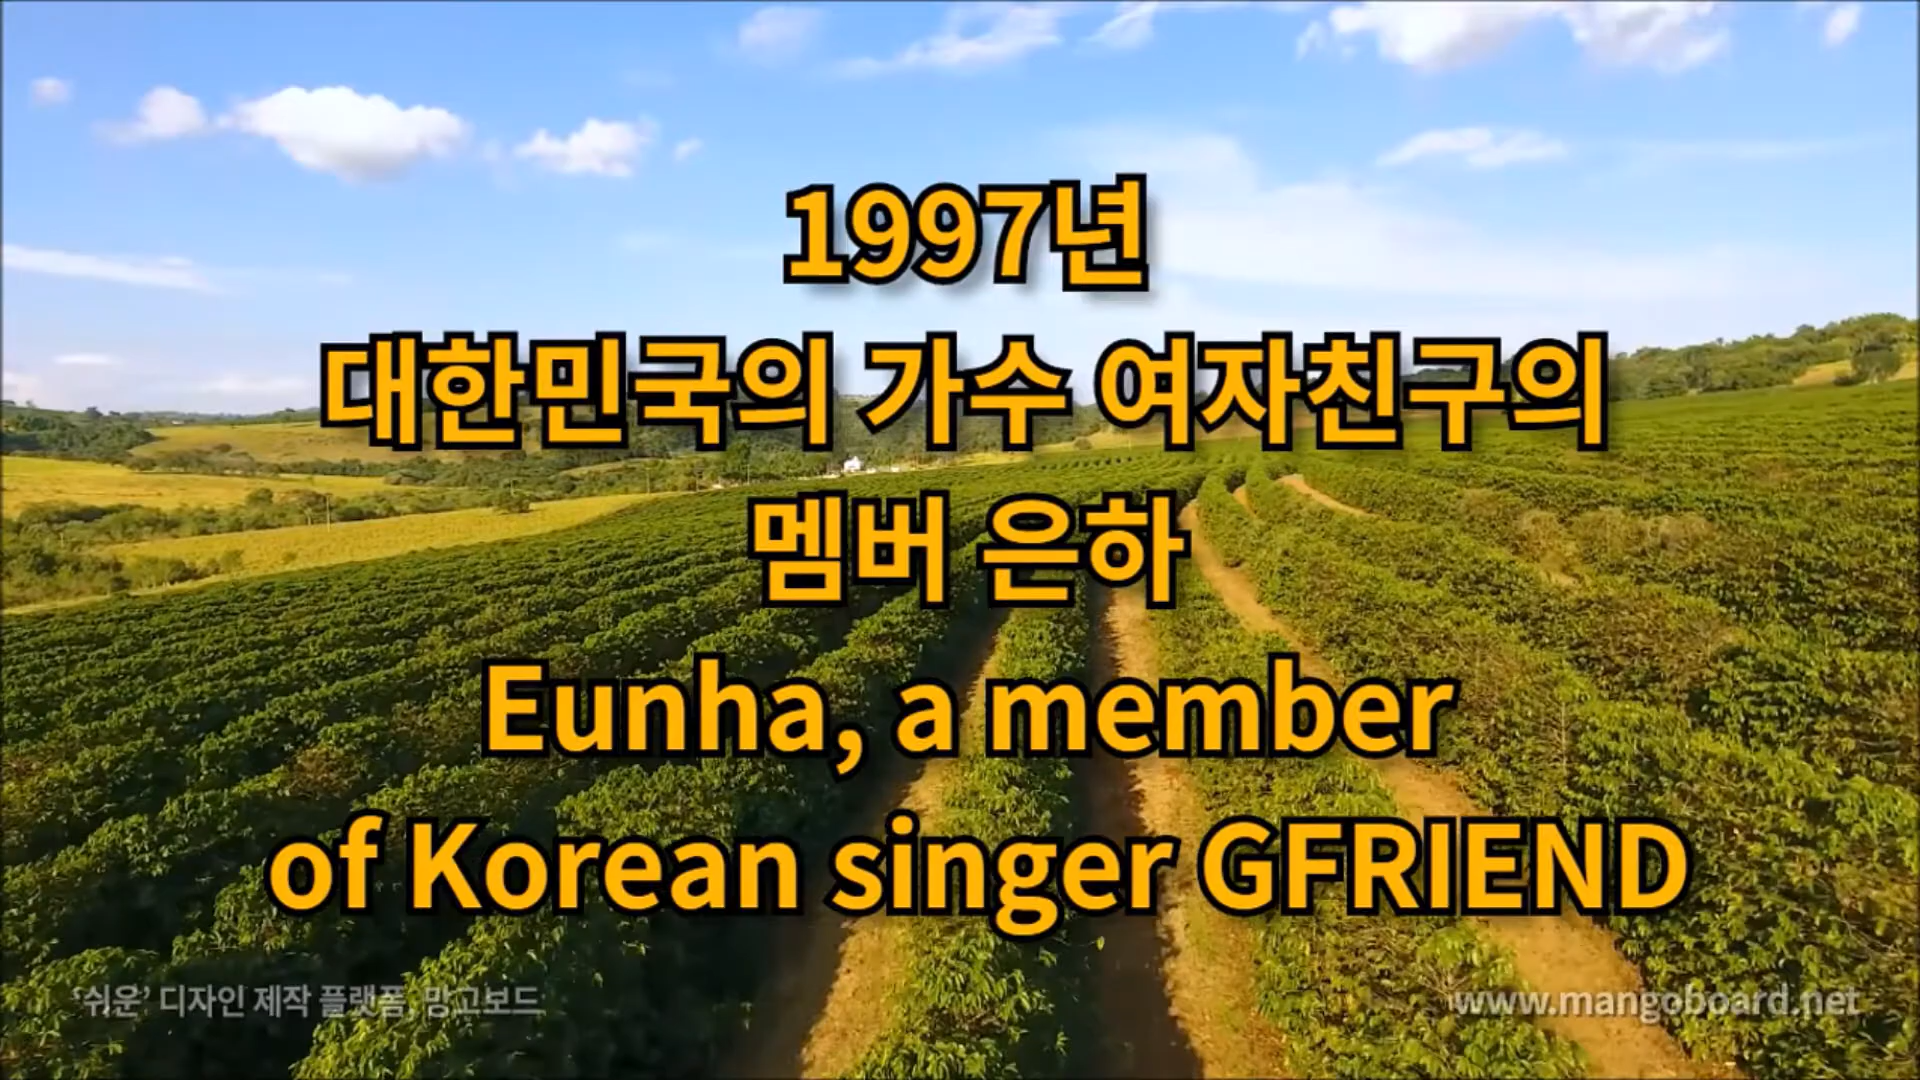 1997년
대한민국의 가수 여자친구의
멤버 은하
Eunha, a member
of Korean singer GFRIEND
‘쉬운’ 디자인 제작 플랫폼, 망고보드
www.mangoboard.net